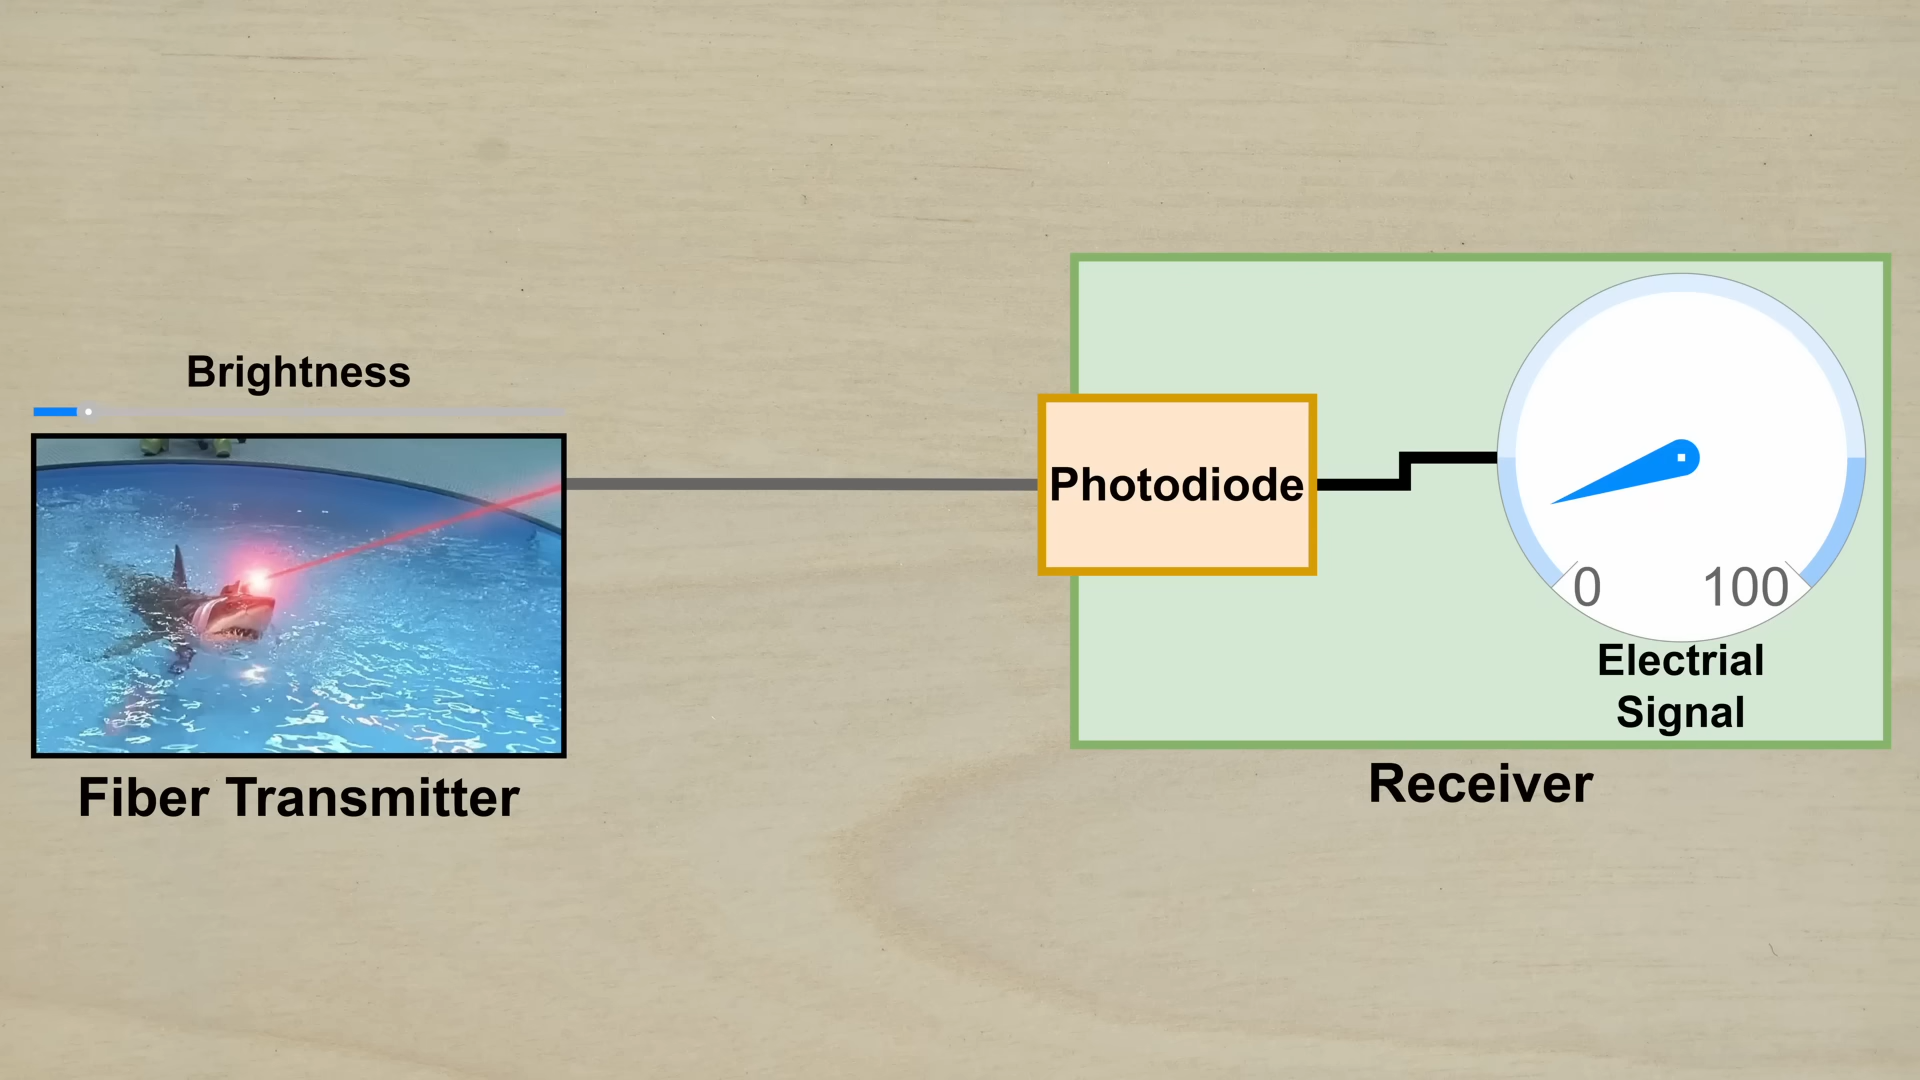 Brightness
Fiber Transmitter
Photodiode
0 100
Electrial
Signal
Receiver